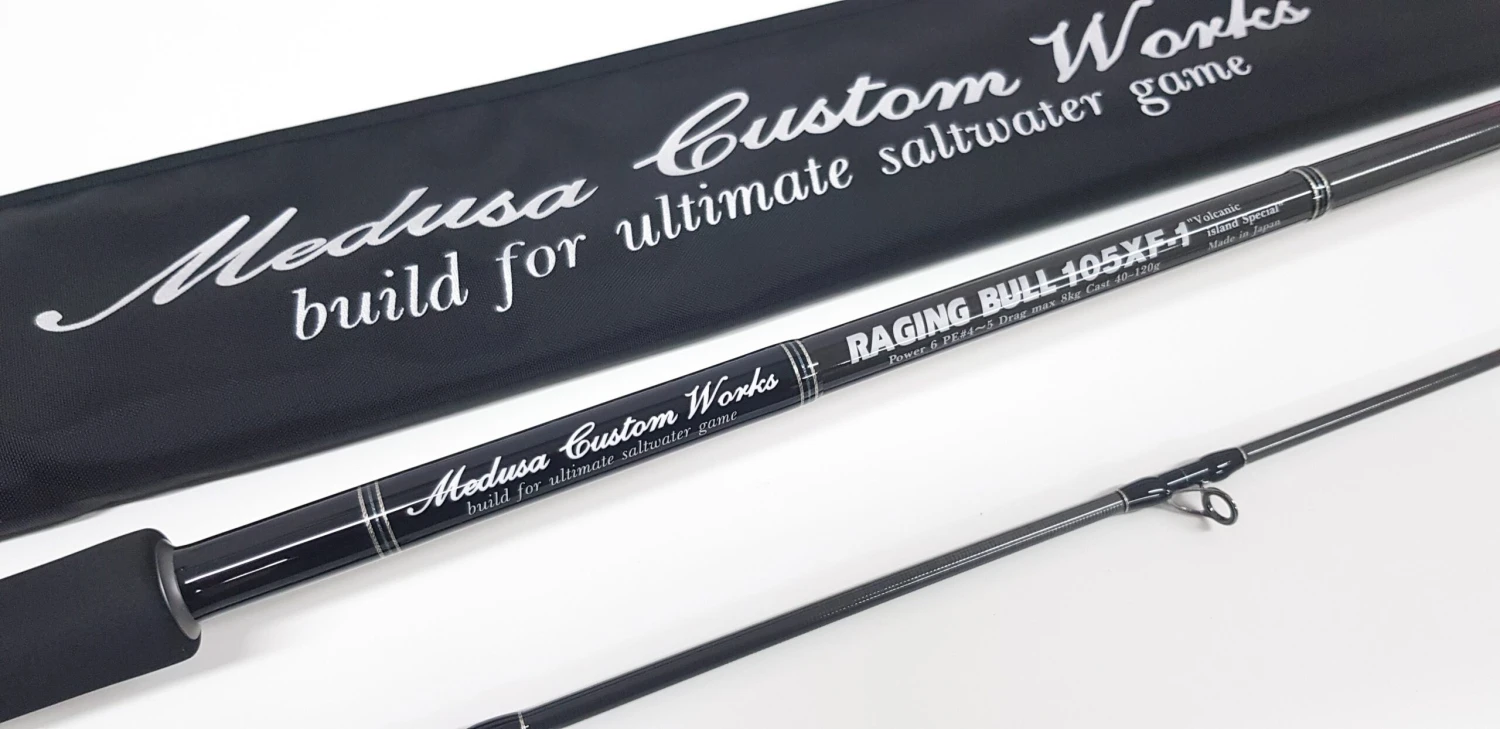 Medusa Custom Works
build for ultimate saltwater game
Medusa Custom Works
build for ultimate saltwater game
RAGING BULL 105XF-1
"Volcanic
island Special"
Made in Japan
Power 6 PE#4~5 Drag max 8kg Cast 40-120g